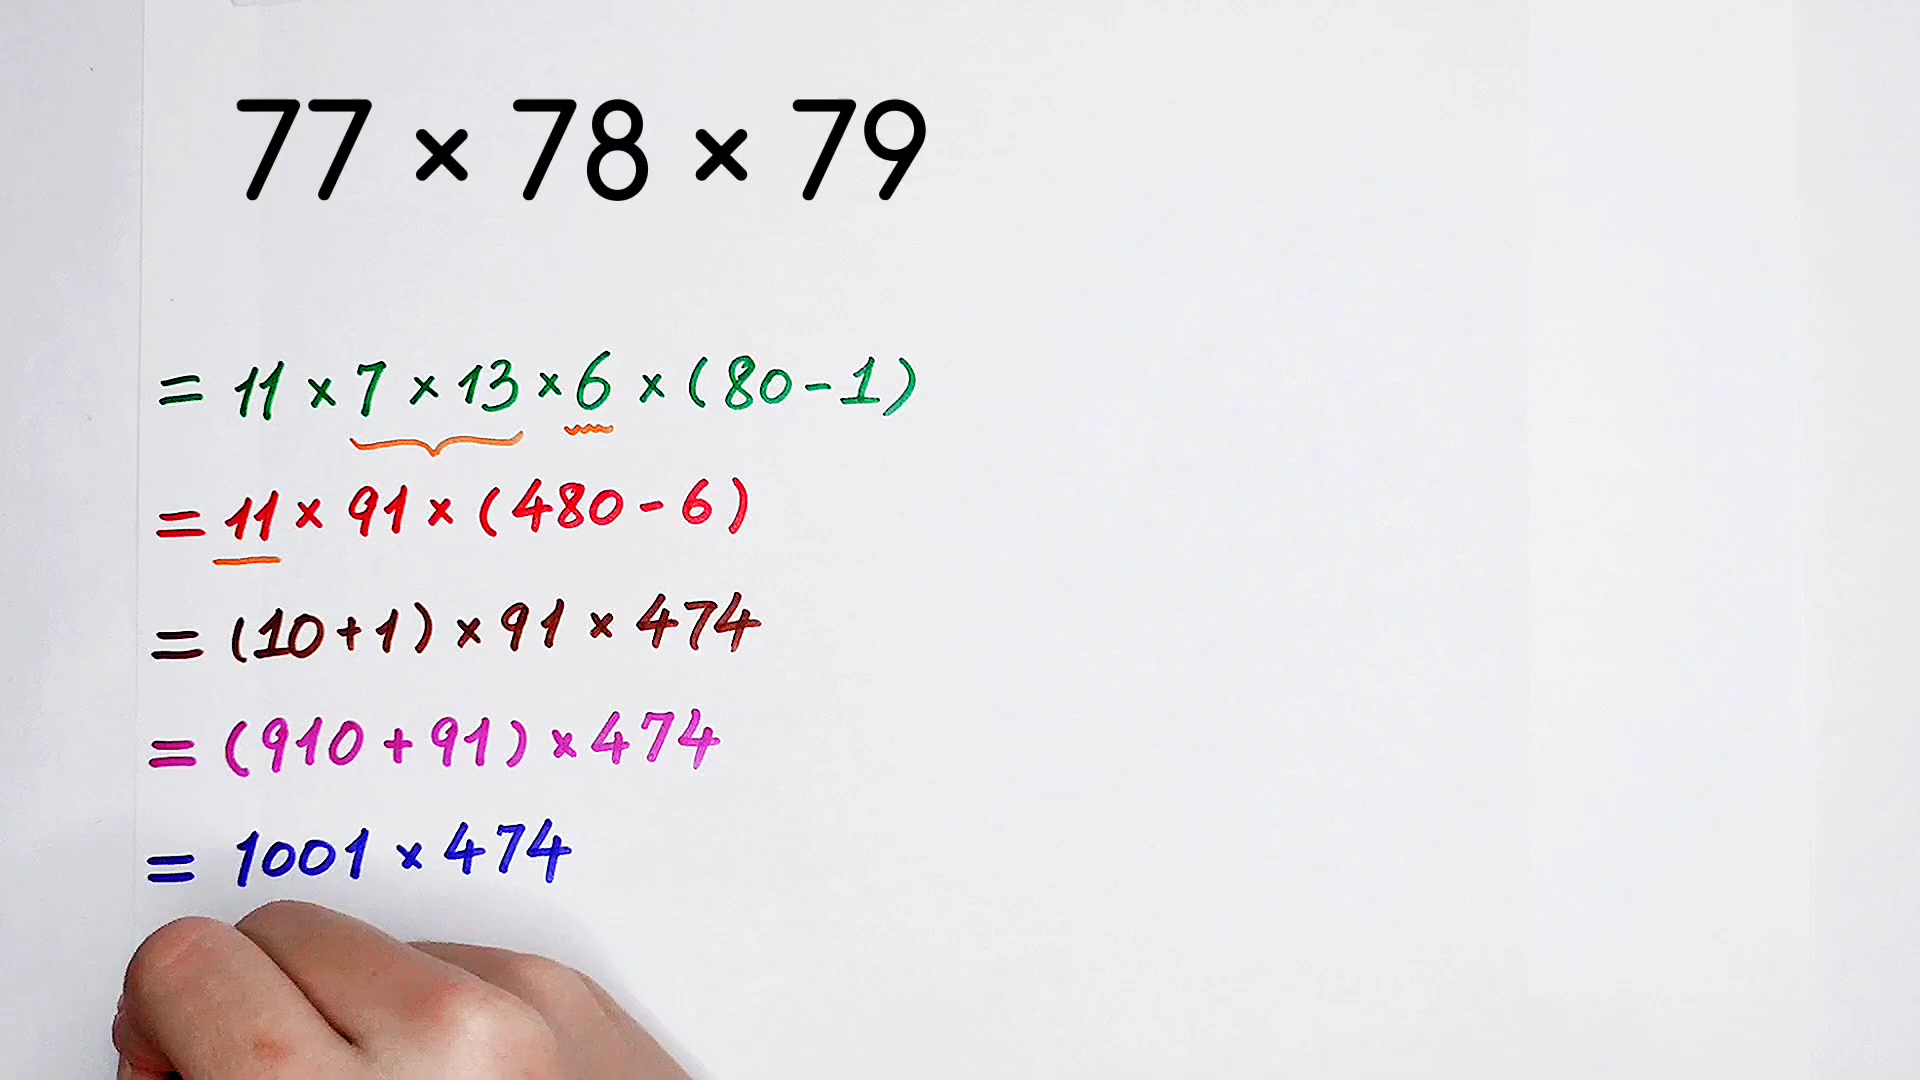 77 × 78 × 79
= 11 × 7 × 13 × 6 × (80 - 1)
= 11 × 91 × (480 - 6)
= (10 + 1) × 91 × 474
= (910 + 91) × 474
= 1001 × 474